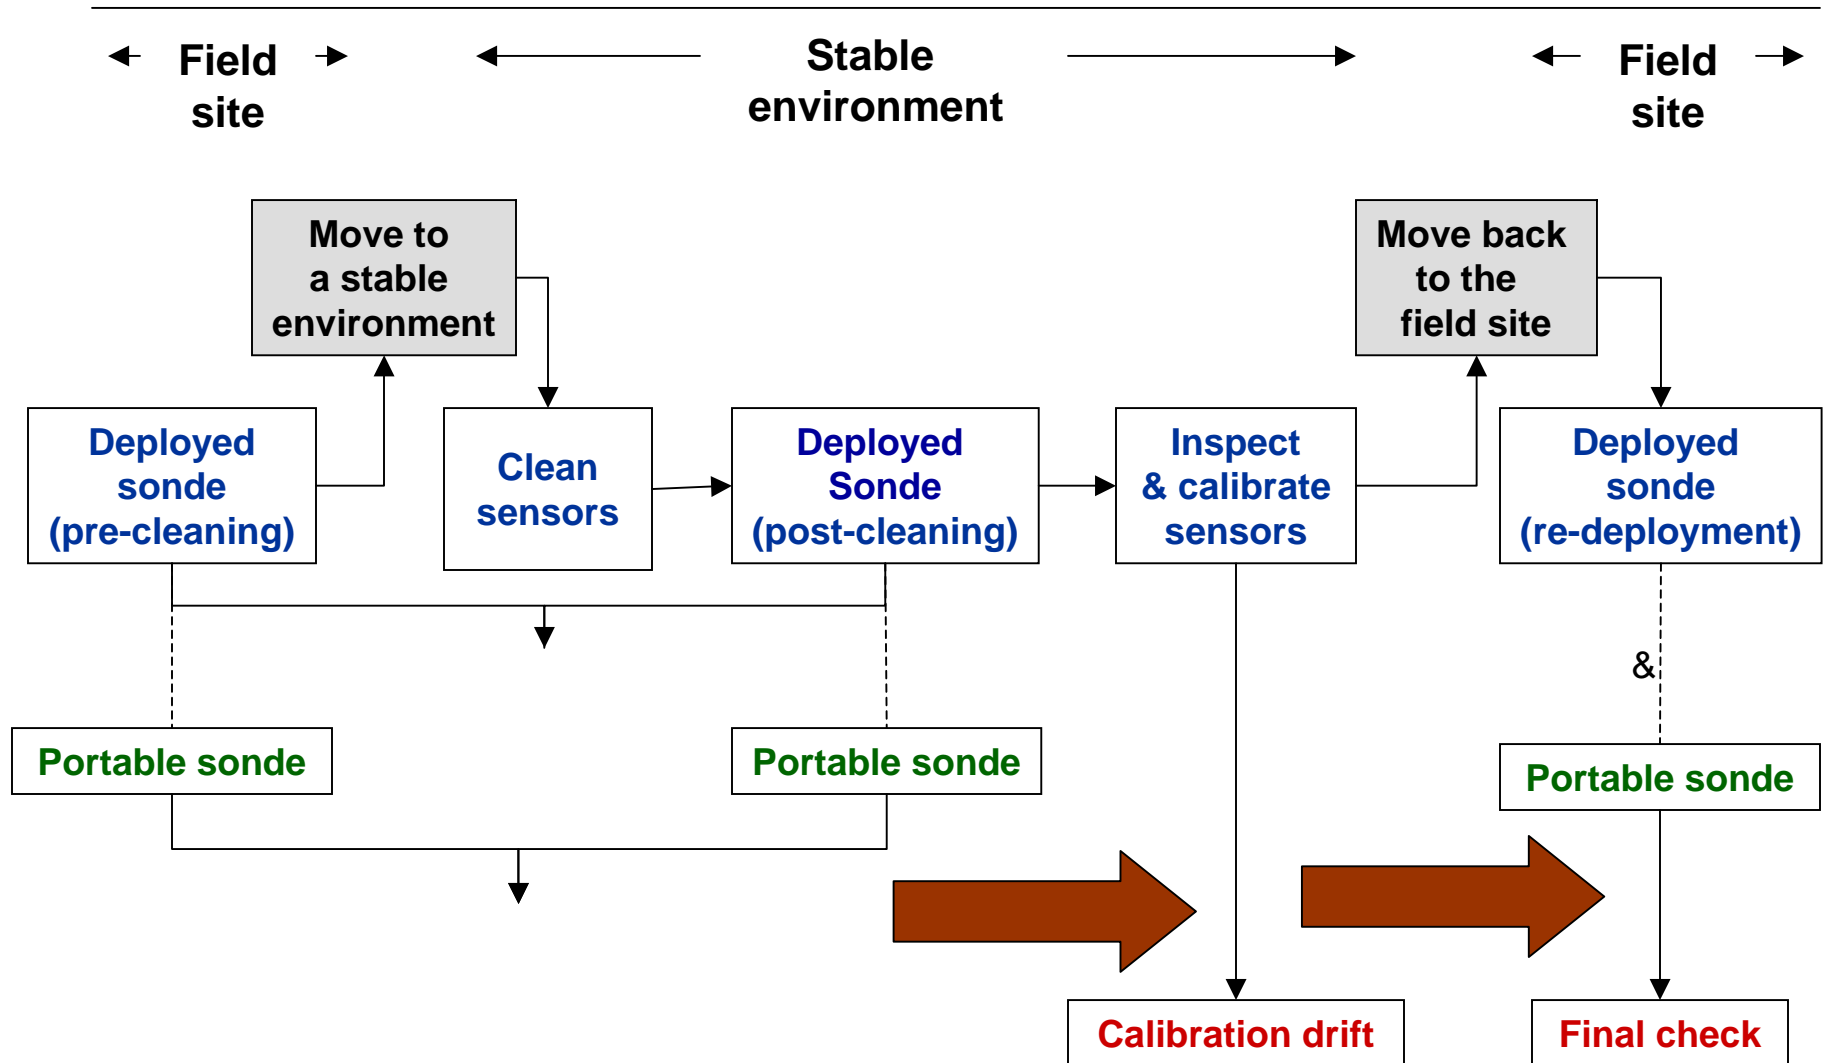 Field
site
Stable
environment
Field
site
Move to
a stable
environment
Move back
to the
field site
Deployed
sonde
(pre-cleaning)
Clean
sensors
Deployed
Sonde
(post-cleaning)
Inspect
& calibrate
sensors
Deployed
sonde
(re-deployment)
&
Portable sonde
Portable sonde
Portable sonde
Calibration drift
Final check